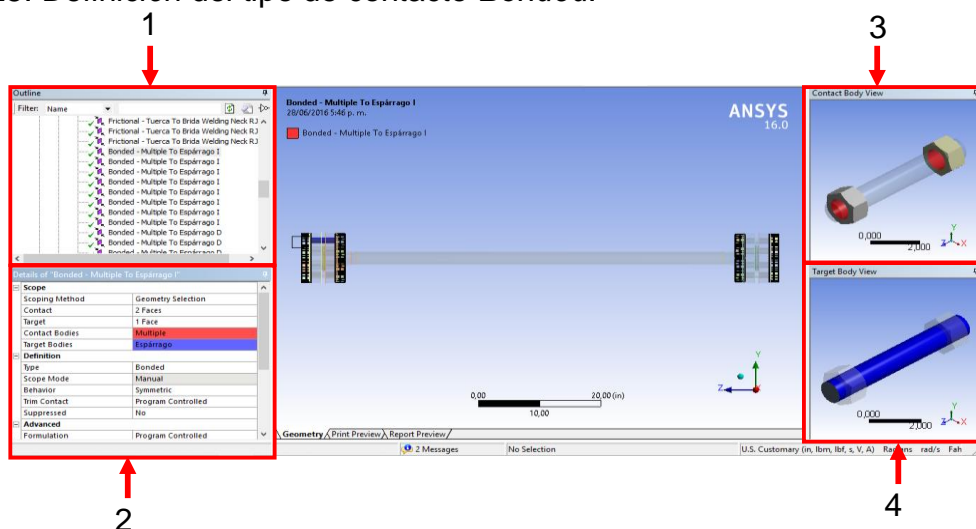 1
3
Outline
Filter: Name
Frictional - Tuerca To Brida Welding Neck RJ
Frictional - Tuerca To Brida Welding Neck RJ
Frictional - Tuerca To Brida Welding Neck RJ
Bonded - Multiple To Espárrago I
Bonded - Multiple To Espárrago I
Bonded - Multiple To Espárrago I
Bonded - Multiple To Espárrago I
Bonded - Multiple To Espárrago I
Bonded - Multiple To Espárrago I
Bonded - Multiple To Espárrago I
Bonded - Multiple To Espárrago I
Bonded - Multiple To Espárrago D
Bonded - Multiple To Espárrago D
Bonded - Multiple To Espárrago D
Details of "Bonded - Multiple To Espárrago I"
Scope
Scoping Method Geometry Selection
Contact 2 Faces
Target 1 Face
Contact Bodies Multiple
Target Bodies Espárrago
Definition
Type Bonded
Scope Mode Manual
Behavior Symmetric
Trim Contact Program Controlled
Suppressed No
Advanced
Formulation Program Controlled
Bonded - Multiple To Espárrago I
28/06/2016 5:46 p. m.
Bonded - Multiple To Espárrago I
ANSYS
16.0
0,00 20,00 (in)
10,00
Y
Z
Geometry Print Preview Report Preview
2 Messages No Selection U.S. Customary (in, lbm, lbf, s, V, A) rad/s Fah
Contact Body View
0,000
2,000
Y
Z X
Target Body View
0,000
2,000
Y
Z X
2
4